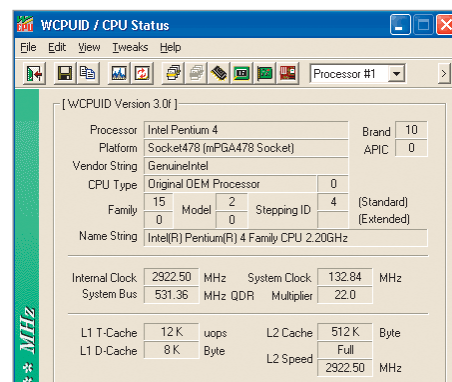 WCPUID / CPU Status
File Edit View Tweaks Help
Processor #1
[ WCPUID Version 3.0f ]
Processor Intel Pentium 4 Brand 10
Platform Socket478 (mPGA478 Socket) APIC 0
Vendor String GenuineIntel
CPU Type Original OEM Processor 0
Family 15 Model 2 Stepping ID 4 (Standard)
0 0 (Extended)
Name String Intel(R) Pentium(R) 4 Family CPU 2.20GHz
Internal Clock 2922.50 MHz System Clock 132.84 MHz
System Bus 531.36 MHz QDR Multiplier 22.0
L1 T-Cache 12 K uops L2 Cache 512 K Byte
L1 D-Cache 8 K Byte L2 Speed Full
2922.50 MHz
** MHz